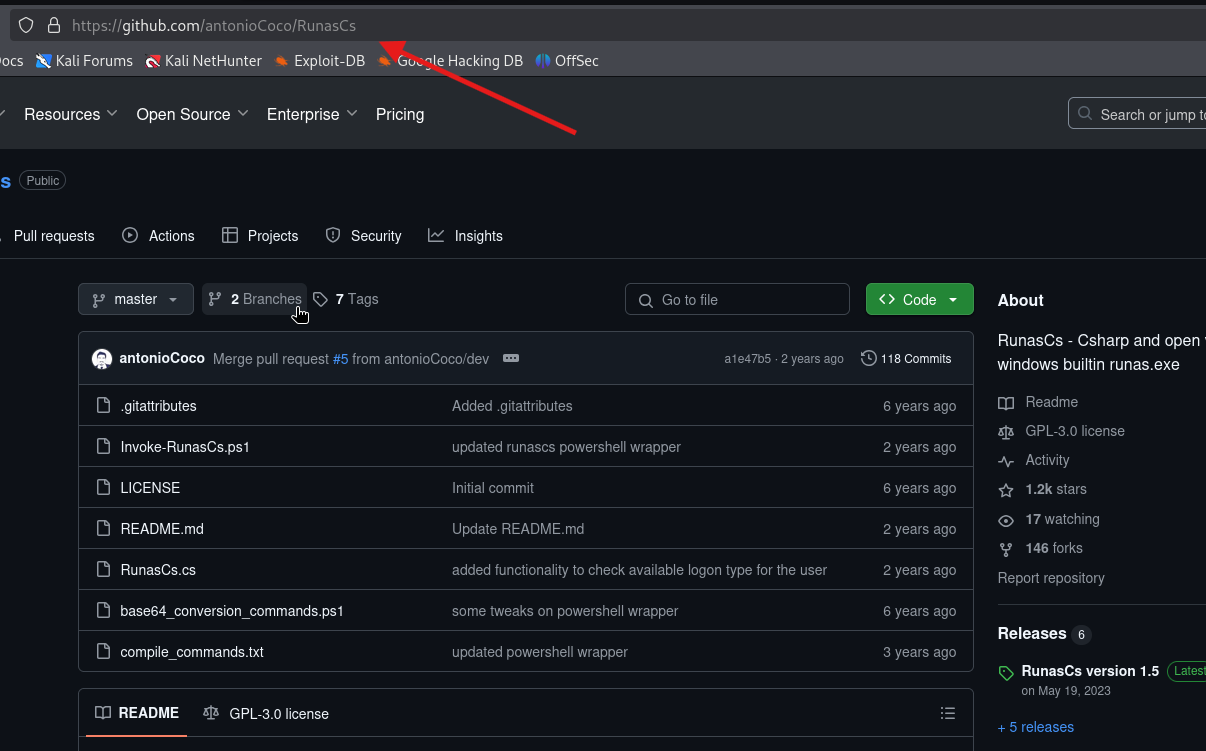 https://github.com/antonioCoco/RunasCs
ocs Kali Forums Kali NetHunter Exploit-DB Google Hacking DB OffSec
Resources Open Source Enterprise Pricing Search or jump to
s Public
Pull requests Actions Projects Security Insights
master 2 Branches 7 Tags Go to file Code
antonioCoco Merge pull request #5 from antonioCoco/dev a1e47b5 · 2 years ago 118 Commits
.gitattributes Added .gitattributes 6 years ago
Invoke-RunasCs.ps1 updated runascs powershell wrapper 2 years ago
LICENSE Initial commit 6 years ago
README.md Update README.md 2 years ago
RunasCs.cs added functionality to check available logon type for the user 2 years ago
base64_conversion_commands.ps1 some tweaks on powershell wrapper 6 years ago
compile_commands.txt updated powershell wrapper 3 years ago
README GPL-3.0 license
About
RunasCs - Csharp and open
windows builtin runas.exe
Readme
GPL-3.0 license
Activity
1.2k stars
17 watching
146 forks
Report repository
Releases 6
RunasCs version 1.5 Latest
on May 19, 2023
+ 5 releases